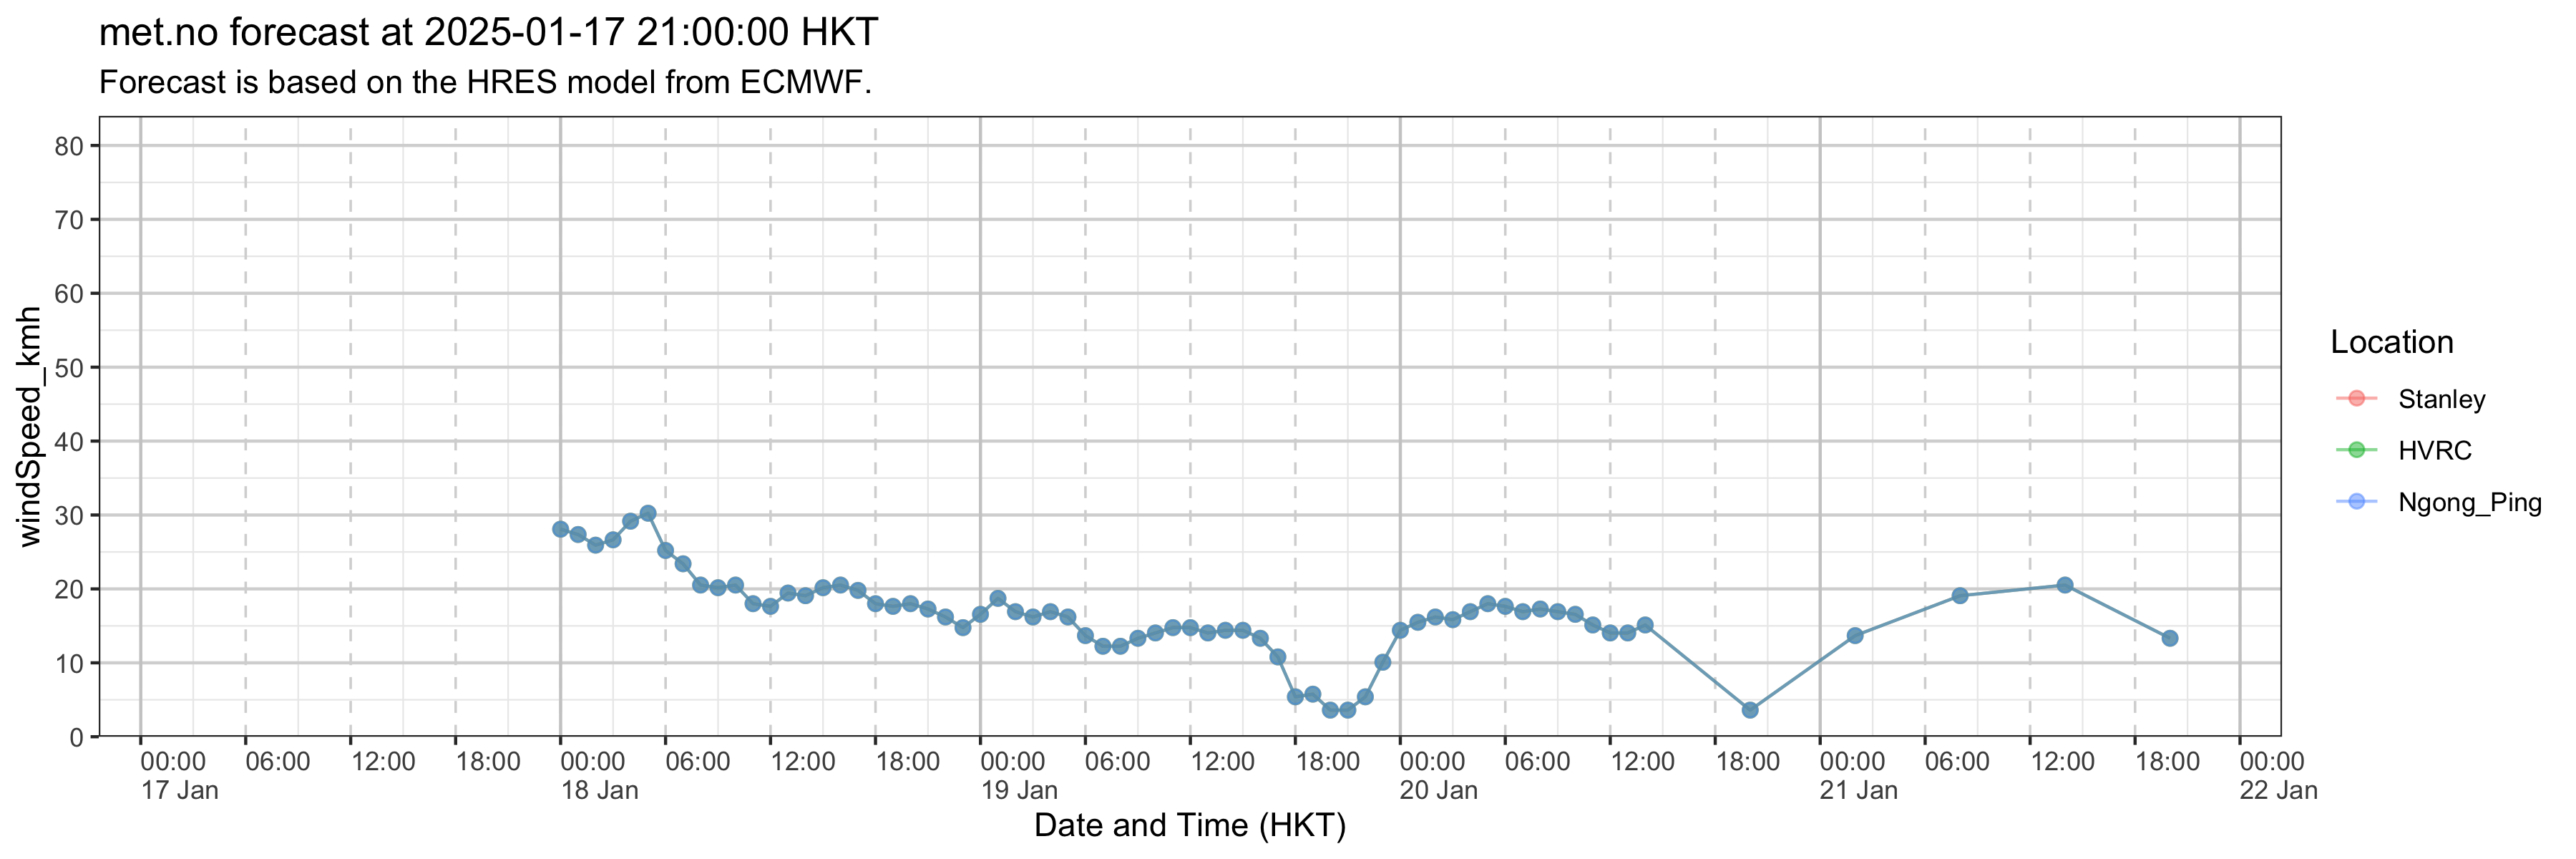 met.no forecast at 2025-01-17 21:00:00 HKT
Forecast is based on the HRES model from ECMWF.
windSpeed_kmh
80
70
60
50
40
30
20
10
0
00:00 06:00 12:00 18:00 00:00 06:00 12:00 18:00 00:00 06:00 12:00 18:00 00:00 06:00 12:00 18:00 00:00 06:00 12:00 18:00 00:00
17 Jan 18 Jan 19 Jan 20 Jan 21 Jan 22 Jan
Date and Time (HKT)
Location
Stanley
HVRC
Ngong_Ping